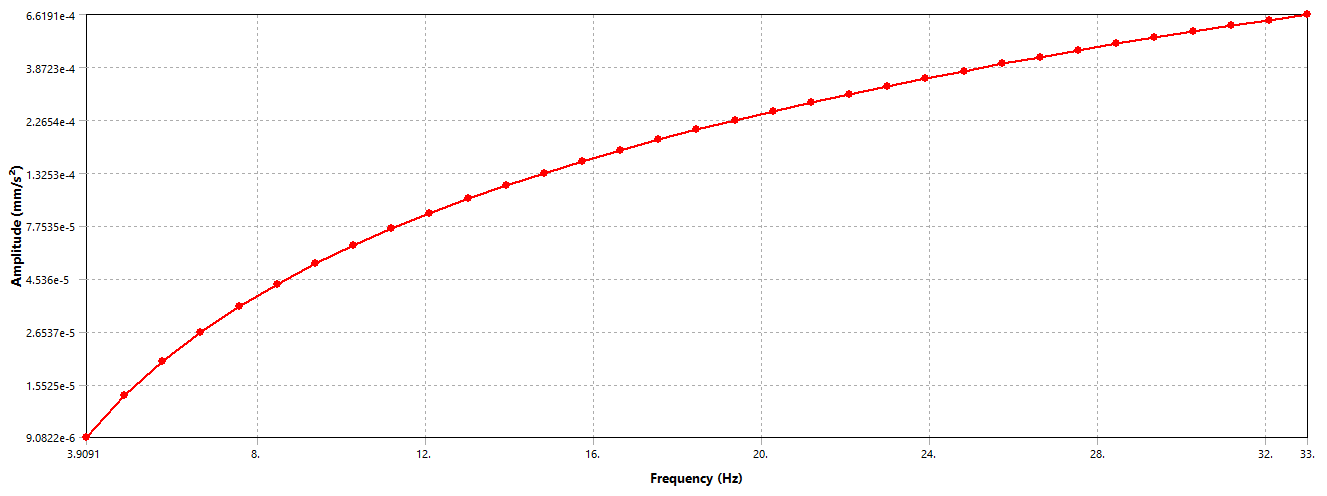 6.6191e-4
3.8723e-4
2.2654e-4
1.3253e-4
7.7535e-5
4.536e-5
2.6537e-5
1.5525e-5
9.0822e-6
Amplitude (mm/s²)
3.9091 8. 12. 16. 20. 24. 28. 32. 33.
Frequency (Hz)